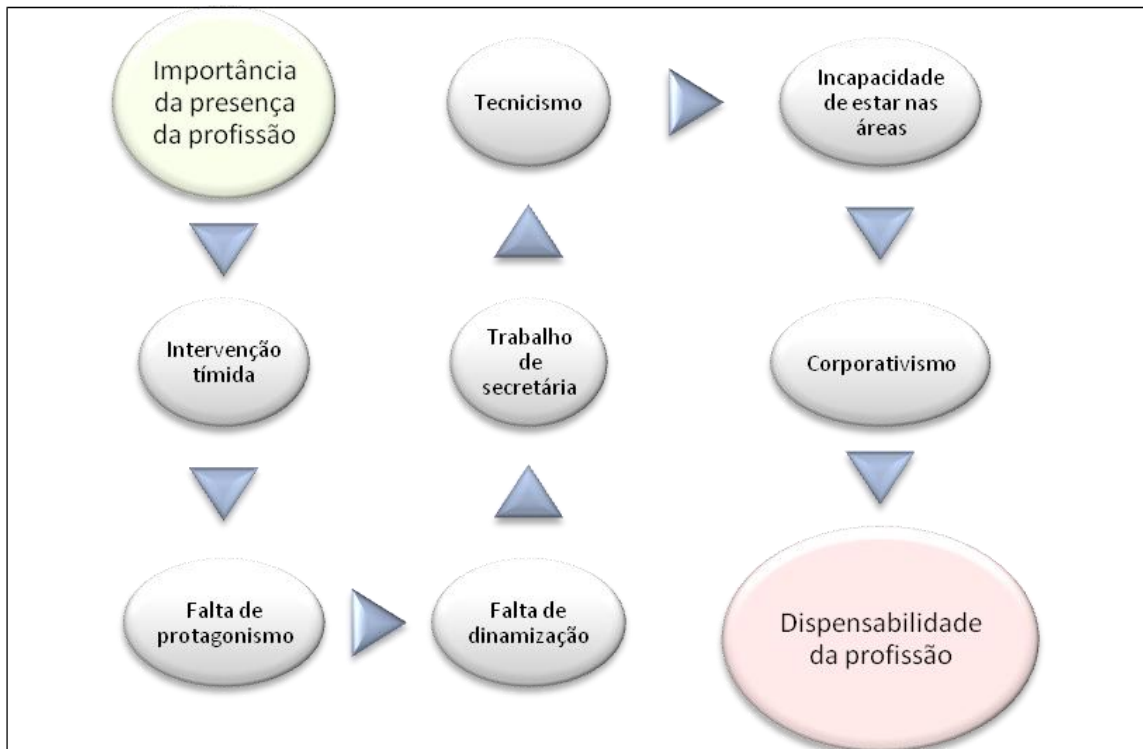 Importância
da presença
da profissão
Intervenção
tímida
Falta de
protagonismo
Falta de
dinamização
Trabalho
de
secretária
Tecnicismo
Incapacidade
de estar nas
áreas
Corporativismo
Dispensabilidade
da profissão